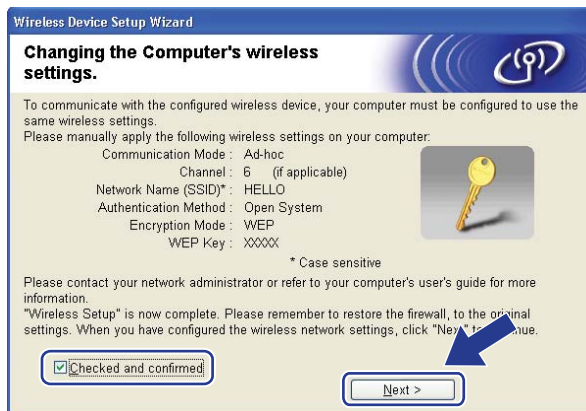 Wireless Device Setup Wizard
Changing the Computer's wireless
settings.
To communicate with the configured wireless device, your computer must be configured to use the
same wireless settings.
Please manually apply the following wireless settings on your computer:
Communication Mode : Ad-hoc
Channel : 6 (if applicable)
Network Name (SSID)* : HELLO
Authentication Method : Open System
Encryption Mode : WEP
WEP Key : XXXXX
* Case sensitive
Please contact your network administrator or refer to your computer's user's guide for more
information.
"Wireless Setup" is now complete. Please remember to restore the firewall, to the original
settings. When you have configured the wireless network settings, click "Next" to
Checked and confirmed
Next >